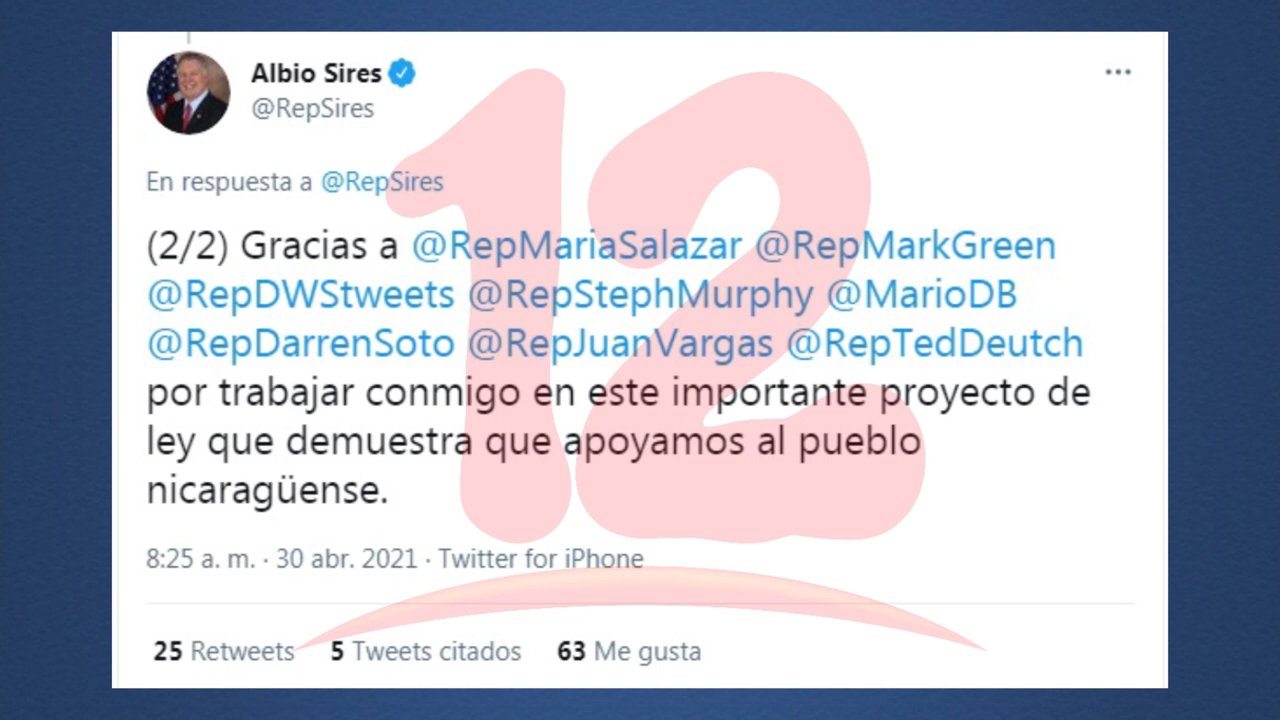 Albio Sires
@RepSires
En respuesta a @RepSires
(2/2) Gracias a @RepMariaSalazar @RepMarkGreen
@RepDWStweets @RepStephMurphy @MarioDB
@RepDarrenSoto @RepJuanVargas @RepTedDeutch
por trabajar conmigo en este importante proyecto de
ley que demuestra que apoyamos al pueblo
nicaragüense.
8:25 a. m. · 30 abr. 2021 · Twitter for iPhone
25 Retweets 5 Tweets citados 63 Me gusta
12